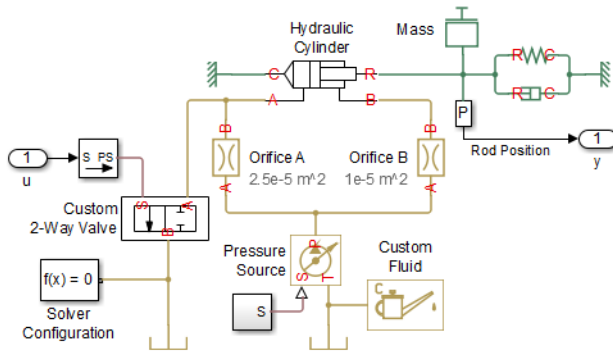 Hydraulic
Cylinder
Mass
C
R
A
B
R
C
R
C
P
Rod Position
1
y
1
u
S PS
B
Orifice A
2.5e-5 m^2
A
Orifice B
1e-5 m^2
B
A
S
A
B
Custom
2-Way Valve
f(x) = 0
Solver
Configuration
Pressure
Source
P
S
T
S
Custom
Fluid
C